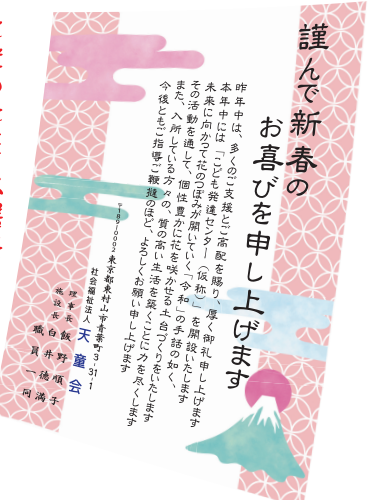 謹んで新春の
お喜びを申し上げます
昨年中は、多くのご支援とご高配を賜り、厚く御礼申し上げます
本年中には「こども発達センター（仮称）」を開設いたします
未来に向かって花のつぼみが開いていく「令和」の手話の如く、
その活動を通して、個性豊かに花を咲かせる土台づくりをいたします
また、入所している方々の、質の高い生活を築くことに力を尽くします
今後ともご指導ご鞭撻のほど、よろしくお願い申し上げます
〒189-0002 東京都東村山市青葉町3-31-1
社会福祉法人 天童会
理事長 飯野順子
施設長 白井徳満
職員一同